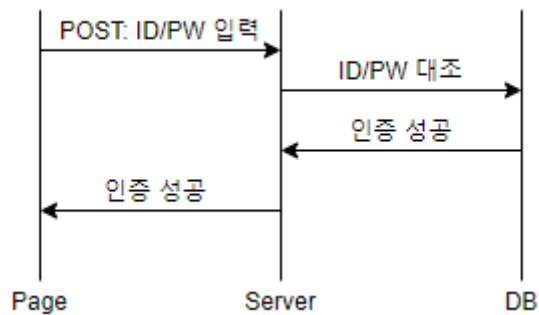 POST: ID/PW 입력
ID/PW 대조
인증 성공
인증 성공
Page
Server
DB